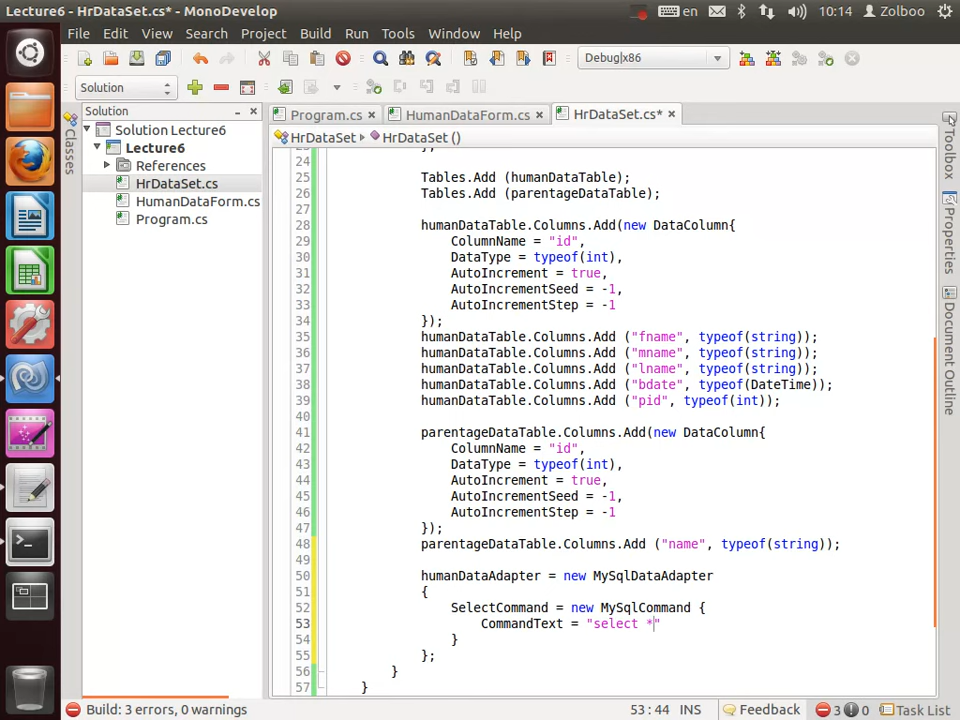 Lecture6 - HrDataSet.cs* - MonoDevelop
en
10:14
Zolboo
File Edit View Search Project Build Run Tools Window Help
Debug|x86
Solution
Solution
Program.cs
HumanDataForm.cs
HrDataSet.cs*
Classes
Solution Lecture6
HrDataSet
HrDataSet ()
Lecture6
References
HrDataSet.cs
HumanDataForm.cs
Program.cs
Toolbox
Properties
Document Outline
23 };
24
25 Tables.Add (humanDataTable);
26 Tables.Add (parentageDataTable);
27
28 humanDataTable.Columns.Add(new DataColumn{
29 ColumnName = "id",
30 DataType = typeof(int),
31 AutoIncrement = true,
32 AutoIncrementSeed = -1,
33 AutoIncrementStep = -1
34 });
35 humanDataTable.Columns.Add ("fname", typeof(string));
36 humanDataTable.Columns.Add ("mname", typeof(string));
37 humanDataTable.Columns.Add ("lname", typeof(string));
38 humanDataTable.Columns.Add ("bdate", typeof(DateTime));
39 humanDataTable.Columns.Add ("pid", typeof(int));
40
41 parentageDataTable.Columns.Add(new DataColumn{
42 ColumnName = "id",
43 DataType = typeof(int),
44 AutoIncrement = true,
45 AutoIncrementSeed = -1,
46 AutoIncrementStep = -1
47 });
48 parentageDataTable.Columns.Add ("name", typeof(string));
49
50 humanDataAdapter = new MySqlDataAdapter
51 {
52 SelectCommand = new MySqlCommand {
53 CommandText = "select *"
54 }
55 };
56 }
57 }
Build: 3 errors, 0 warnings
53 : 44 INS
Feedback
3
0
Task List